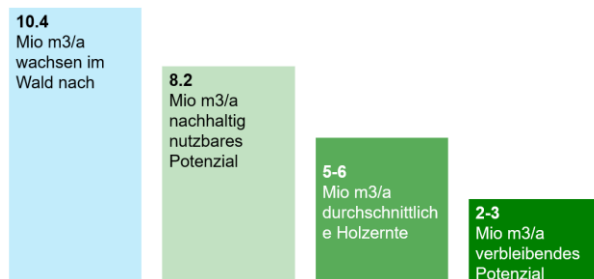 10.4
Mio m3/a
wachsen im
Wald nach
8.2
Mio m3/a
nachhaltig
nutzbares
Potenzial
5-6
Mio m3/a
durchschnittlich
e Holzernte
2-3
Mio m3/a
verbleibendes
Potenzial